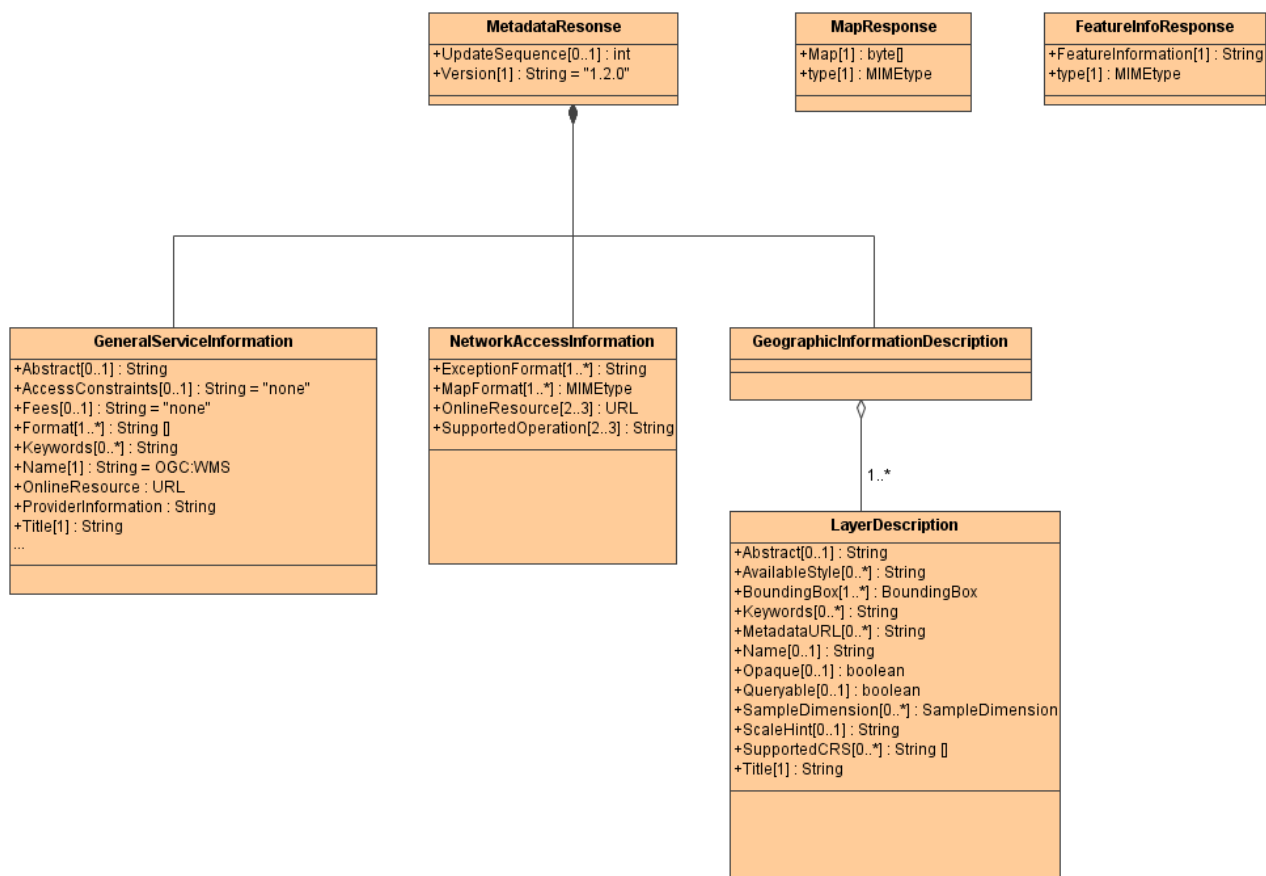 MetadataResonse
+UpdateSequence[0..1] : int
+Version[1] : String = "1.2.0"
MapResponse
+Map[1] : byte[]
+type[1] : MIMEtype
FeatureInfoResponse
+FeatureInformation[1] : String
+type[1] : MIMEtype
GeneralServiceInformation
+Abstract[0..1] : String
+AccessConstraints[0..1] : String = "none"
+Fees[0..1] : String = "none"
+Format[1..*] : String []
+Keywords[0..*] : String
+Name[1] : String = OGC:WMS
+OnlineResource : URL
+ProviderInformation : String
+Title[1] : String
...
NetworkAccessInformation
+ExceptionFormat[1..*] : String
+MapFormat[1..*] : MIMEtype
+OnlineResource[2..3] : URL
+SupportedOperation[2..3] : String
GeographicInformationDescription
1..*
LayerDescription
+Abstract[0..1] : String
+AvailableStyle[0..*] : String
+BoundingBox[1..*] : BoundingBox
+Keywords[0..*] : String
+MetadataURL[0..*] : String
+Name[0..1] : String
+Opaque[0..1] : boolean
+Queryable[0..1] : boolean
+SampleDimension[0..*] : SampleDimension
+ScaleHint[0..1] : String
+SupportedCRS[0..*] : String []
+Title[1] : String